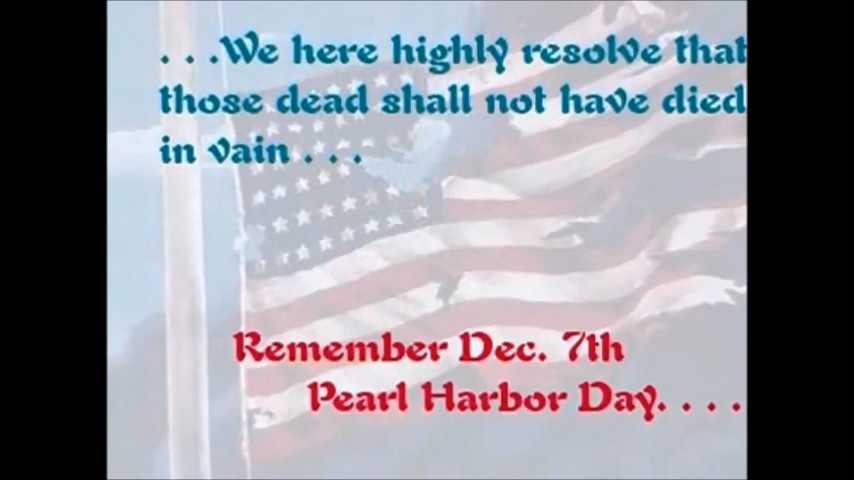 . . .We here highly resolve that
those dead shall not have died
in vain . . .
Remember Dec. 7th
Pearl Harbor Day. . . .